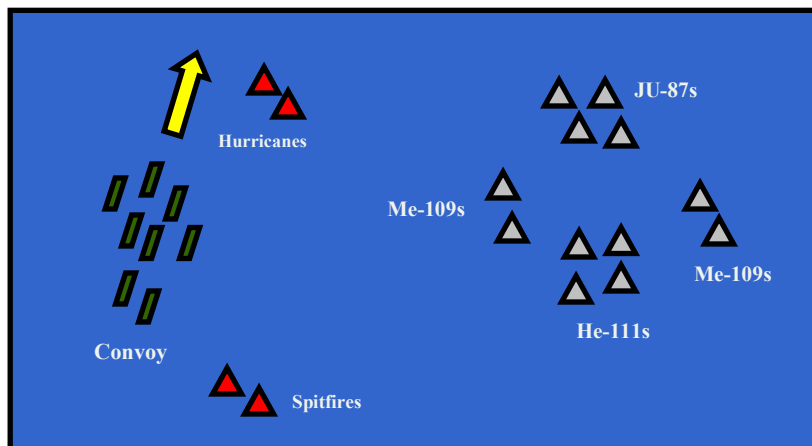 JU-87s
Hurricanes
Me-109s
Me-109s
He-111s
Convoy
Spitfires